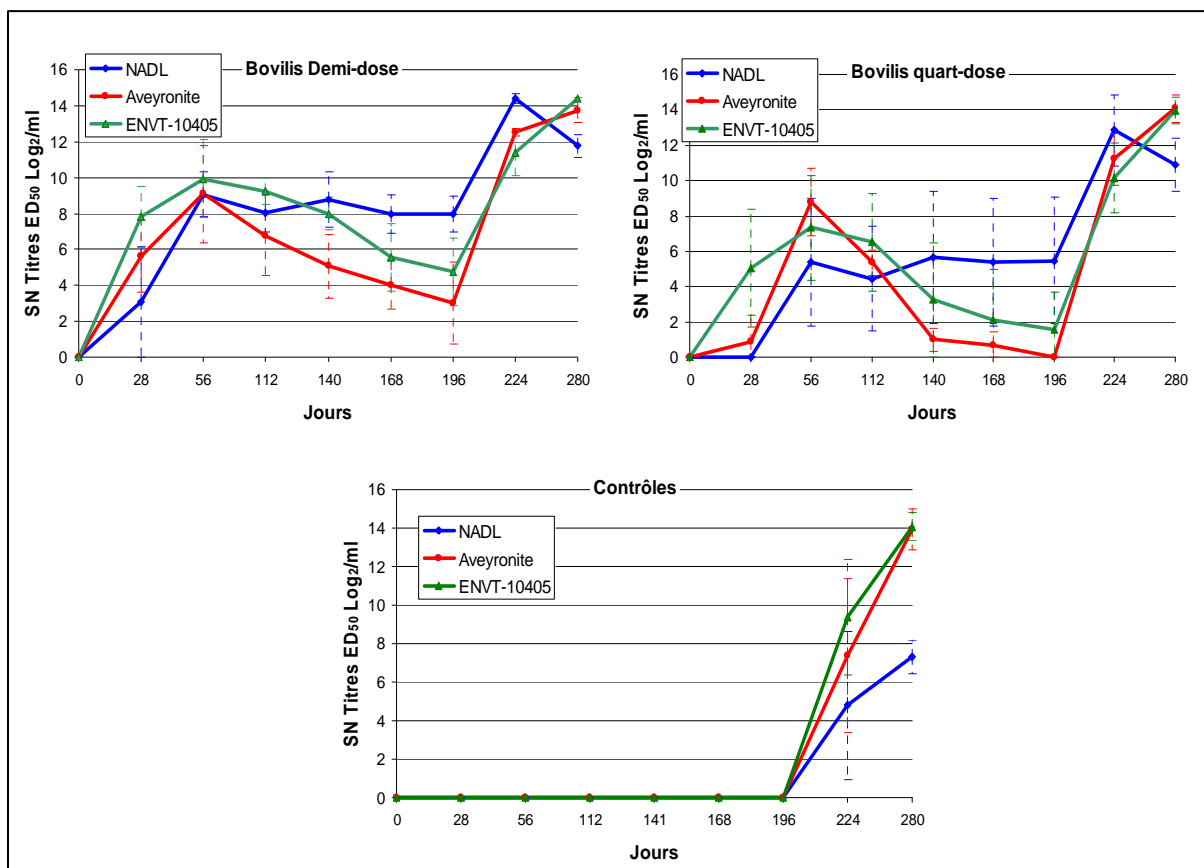 Bovilis Demi-dose
NADL
Aveyronite
ENVT-10405
SN Titres ED50 Log2/ml
16
14
12
10
8
6
4
2
0
0 28 56 112 140 168 196 224 280
Jours
Bovilis quart-dose
NADL
Aveyronite
ENVT-10405
SN Titres ED50 Log2/ml
16
14
12
10
8
6
4
2
0
0 28 56 112 140 168 196 224 280
Jours
Contrôles
NADL
Aveyronite
ENVT-10405
SN Titres ED50 Log2/ml
16
14
12
10
8
6
4
2
0
0 28 56 112 141 168 196 224 280
Jours